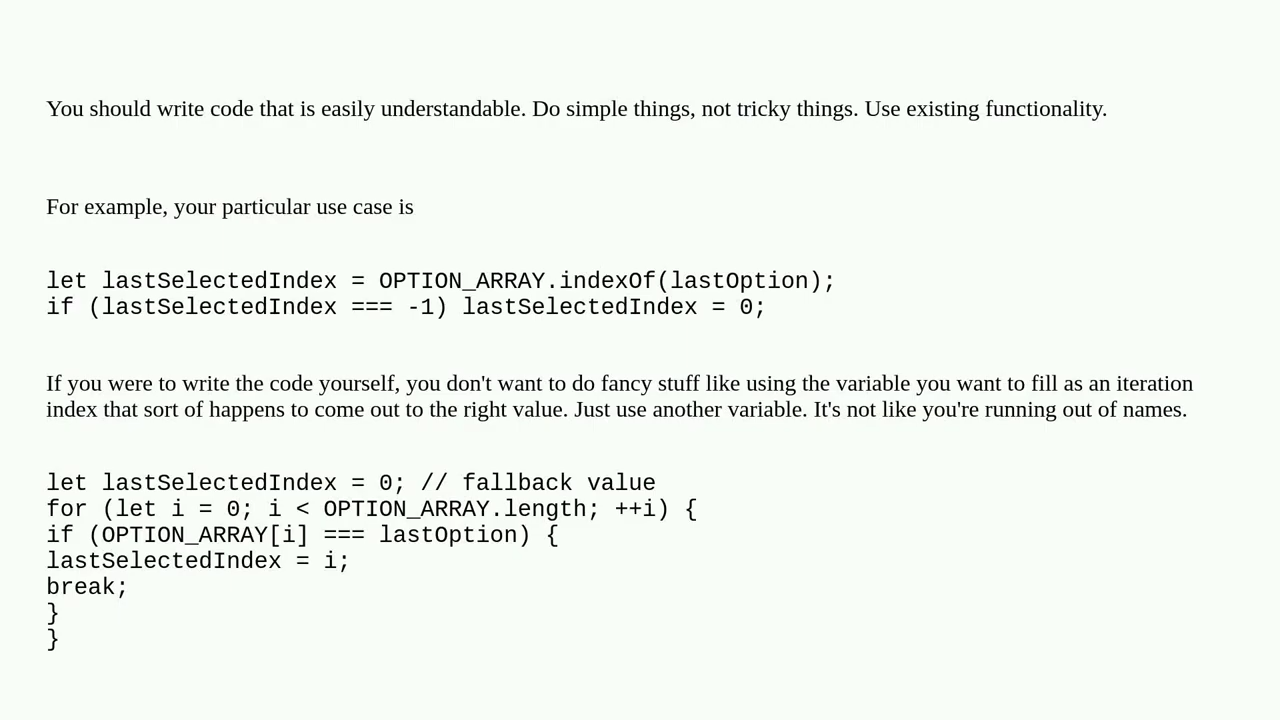 You should write code that is easily understandable. Do simple things, not tricky things. Use existing functionality.
For example, your particular use case is
let lastSelectedIndex = OPTION_ARRAY.indexOf(lastOption);
if (lastSelectedIndex === -1) lastSelectedIndex = 0;
If you were to write the code yourself, you don't want to do fancy stuff like using the variable you want to fill as an iteration
index that sort of happens to come out to the right value. Just use another variable. It's not like you're running out of names.
let lastSelectedIndex = 0; // fallback value
for (let i = 0; i < OPTION_ARRAY.length; ++i) {
if (OPTION_ARRAY[i] === lastOption) {
lastSelectedIndex = i;
break;
}
}